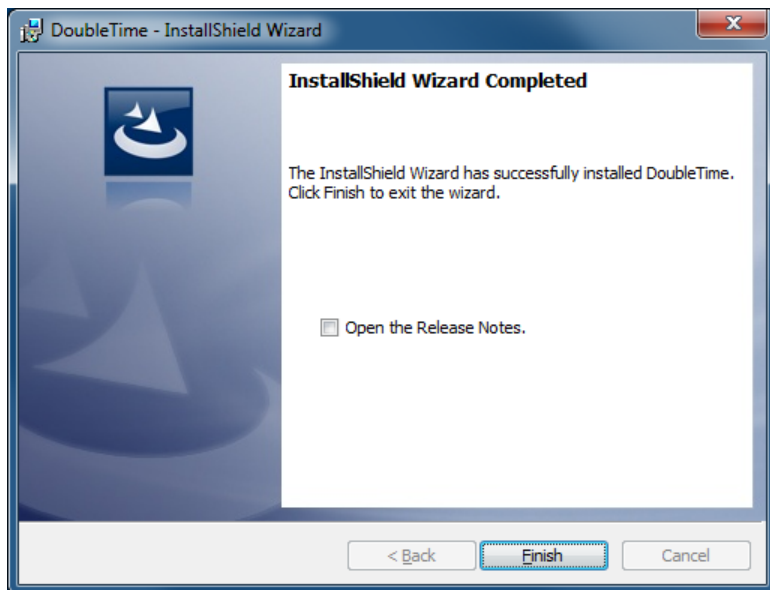 DoubleTime - InstallShield Wizard
InstallShield Wizard Completed
The InstallShield Wizard has successfully installed DoubleTime.
Click Finish to exit the wizard.
Open the Release Notes.
< Back
Finish
Cancel